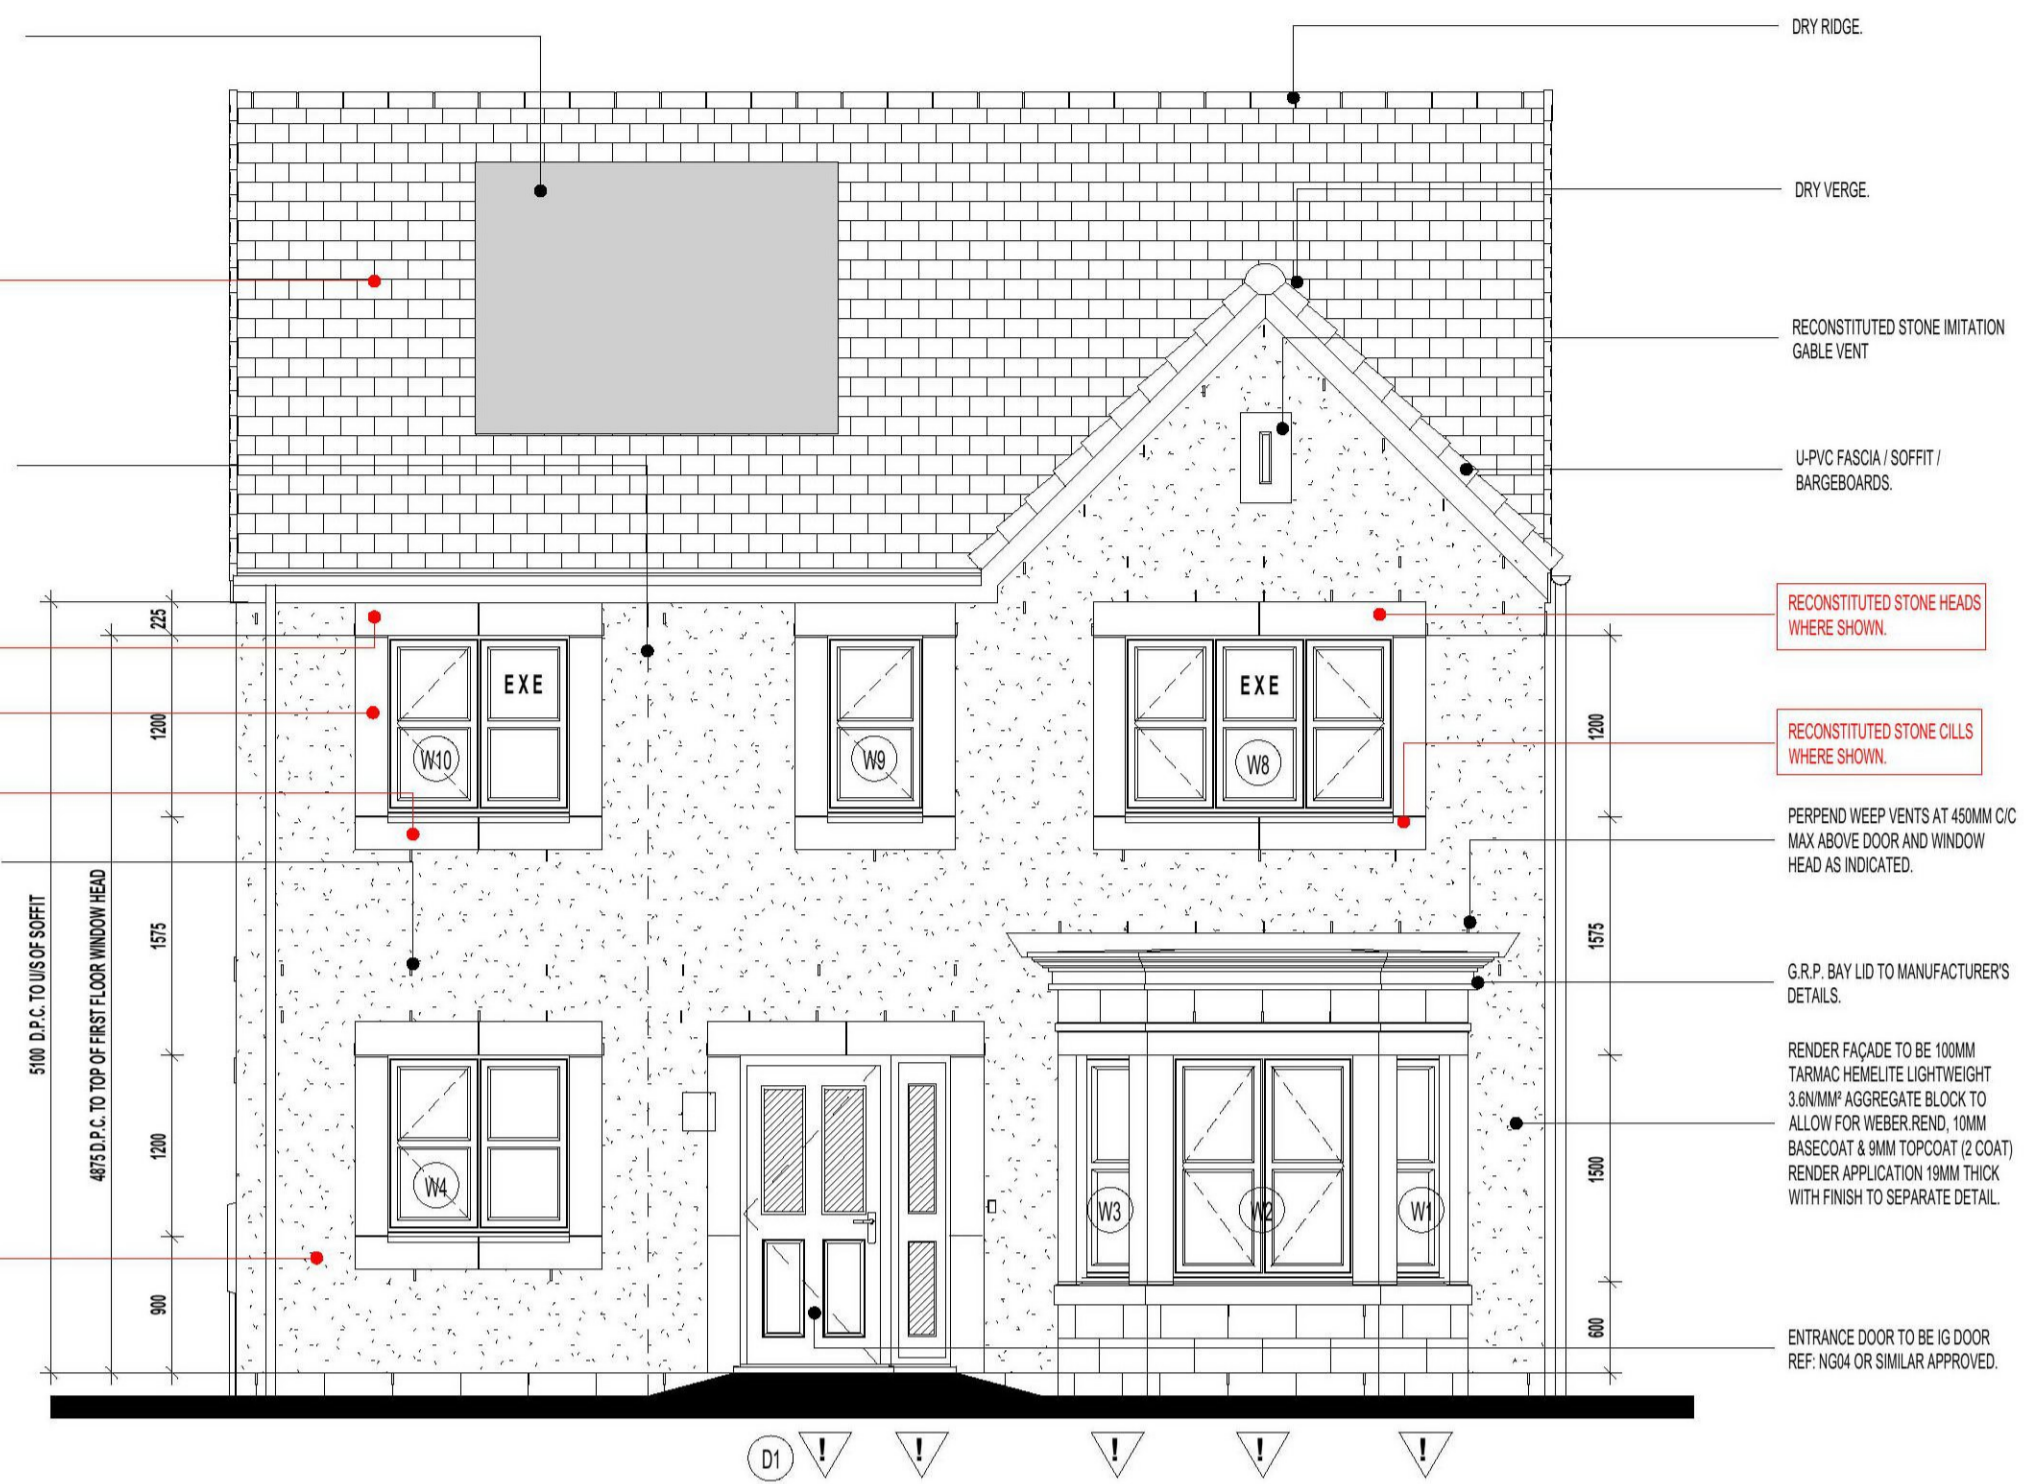 DRY RIDGE.
DRY VERGE.
RECONSTITUTED STONE IMITATION
GABLE VENT
U-PVC FASCIA / SOFFIT /
BARGEBOARDS.
RECONSTITUTED STONE HEADS
WHERE SHOWN.
RECONSTITUTED STONE CILLS
WHERE SHOWN.
PERPEND WEEP VENTS AT 450MM C/C
MAX ABOVE DOOR AND WINDOW
HEAD AS INDICATED.
G.R.P. BAY LID TO MANUFACTURER'S
DETAILS.
RENDER FAÇADE TO BE 100MM
TARMAC HEMELITE LIGHTWEIGHT
3.6N/MM² AGGREGATE BLOCK TO
ALLOW FOR WEBER.REND, 10MM
BASECOAT & 9MM TOPCOAT (2 COAT)
RENDER APPLICATION 19MM THICK
WITH FINISH TO SEPARATE DETAIL.
ENTRANCE DOOR TO BE IG DOOR
REF: NG04 OR SIMILAR APPROVED.
5100 D.P.C. TO U/S OF SOFFIT
4875 D.P.C. TO TOP OF FIRST FLOOR WINDOW HEAD
225
1200
1575
1200
900
EXE
W10
W9
EXE
W8
W4
W3
W2
W1
1200
1575
1500
600
D1
!
!
!
!
!